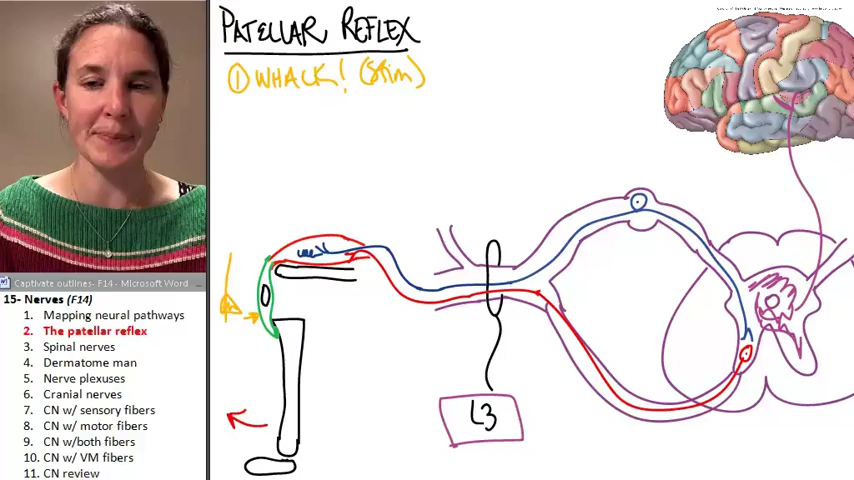 PATELLAR REFLEX
① WHACK! (Stim)
L3
Captivate outlines- F14 - Microsoft Word
15- Nerves (F14)
1. Mapping neural pathways
2. The patellar reflex
3. Spinal nerves
4. Dermatome man
5. Nerve plexuses
6. Cranial nerves
7. CN w/ sensory fibers
8. CN w/ motor fibers
9. CN w/both fibers
10. CN w/ VM fibers
11. CN review